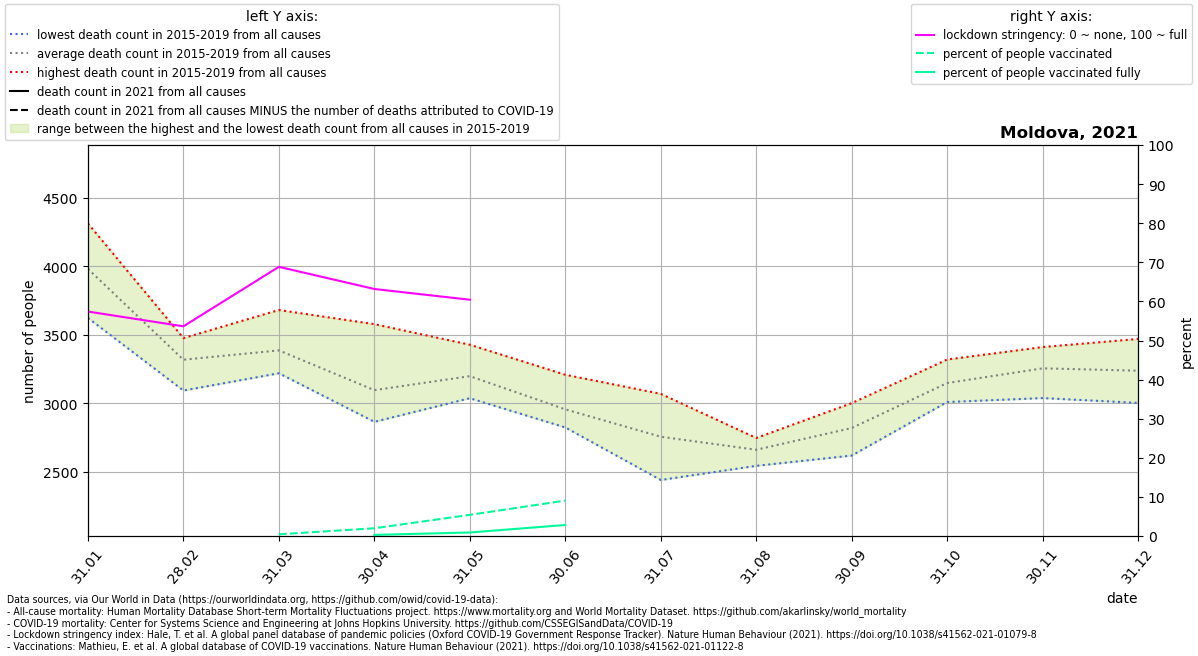 left Y axis:
lowest death count in 2015-2019 from all causes
average death count in 2015-2019 from all causes
highest death count in 2015-2019 from all causes
death count in 2021 from all causes
death count in 2021 from all causes MINUS the number of deaths attributed to COVID-19
range between the highest and the lowest death count from all causes in 2015-2019
right Y axis:
lockdown stringency: 0 ~ none, 100 ~ full
percent of people vaccinated
percent of people vaccinated fully
Moldova, 2021
number of people
4500
4000
3500
3000
2500
100
90
80
70
60
50
40
30
20
10
0
percent
31.01
28.02
31.03
30.04
31.05
30.06
31.07
31.08
30.09
31.10
30.11
31.12
date
Data sources, via Our World in Data (https://ourworldindata.org, https://github.com/owid/covid-19-data):
- All-cause mortality: Human Mortality Database Short-term Mortality Fluctuations project. https://www.mortality.org and World Mortality Dataset. https://github.com/akarlinsky/world_mortality
- COVID-19 mortality: Center for Systems Science and Engineering at Johns Hopkins University. https://github.com/CSSEGISandData/COVID-19
- Lockdown stringency index: Hale, T. et al. A global panel database of pandemic policies (Oxford COVID-19 Government Response Tracker). Nature Human Behaviour (2021). https://doi.org/10.1038/s41562-021-01079-8
- Vaccinations: Mathieu, E. et al. A global database of COVID-19 vaccinations. Nature Human Behaviour (2021). https://doi.org/10.1038/s41562-021-01122-8